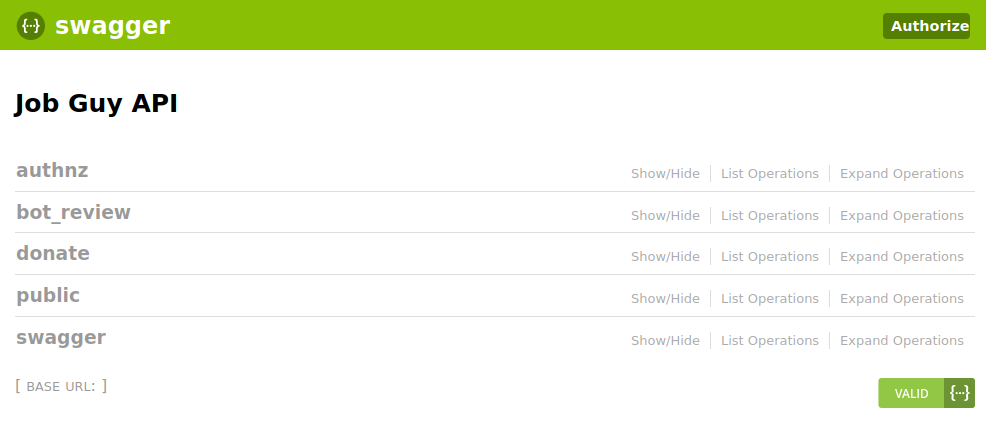 swagger Authorize
Job Guy API
authnz Show/Hide List Operations Expand Operations
bot_review Show/Hide List Operations Expand Operations
donate Show/Hide List Operations Expand Operations
public Show/Hide List Operations Expand Operations
swagger Show/Hide List Operations Expand Operations
[ BASE URL: ] VALID {···}